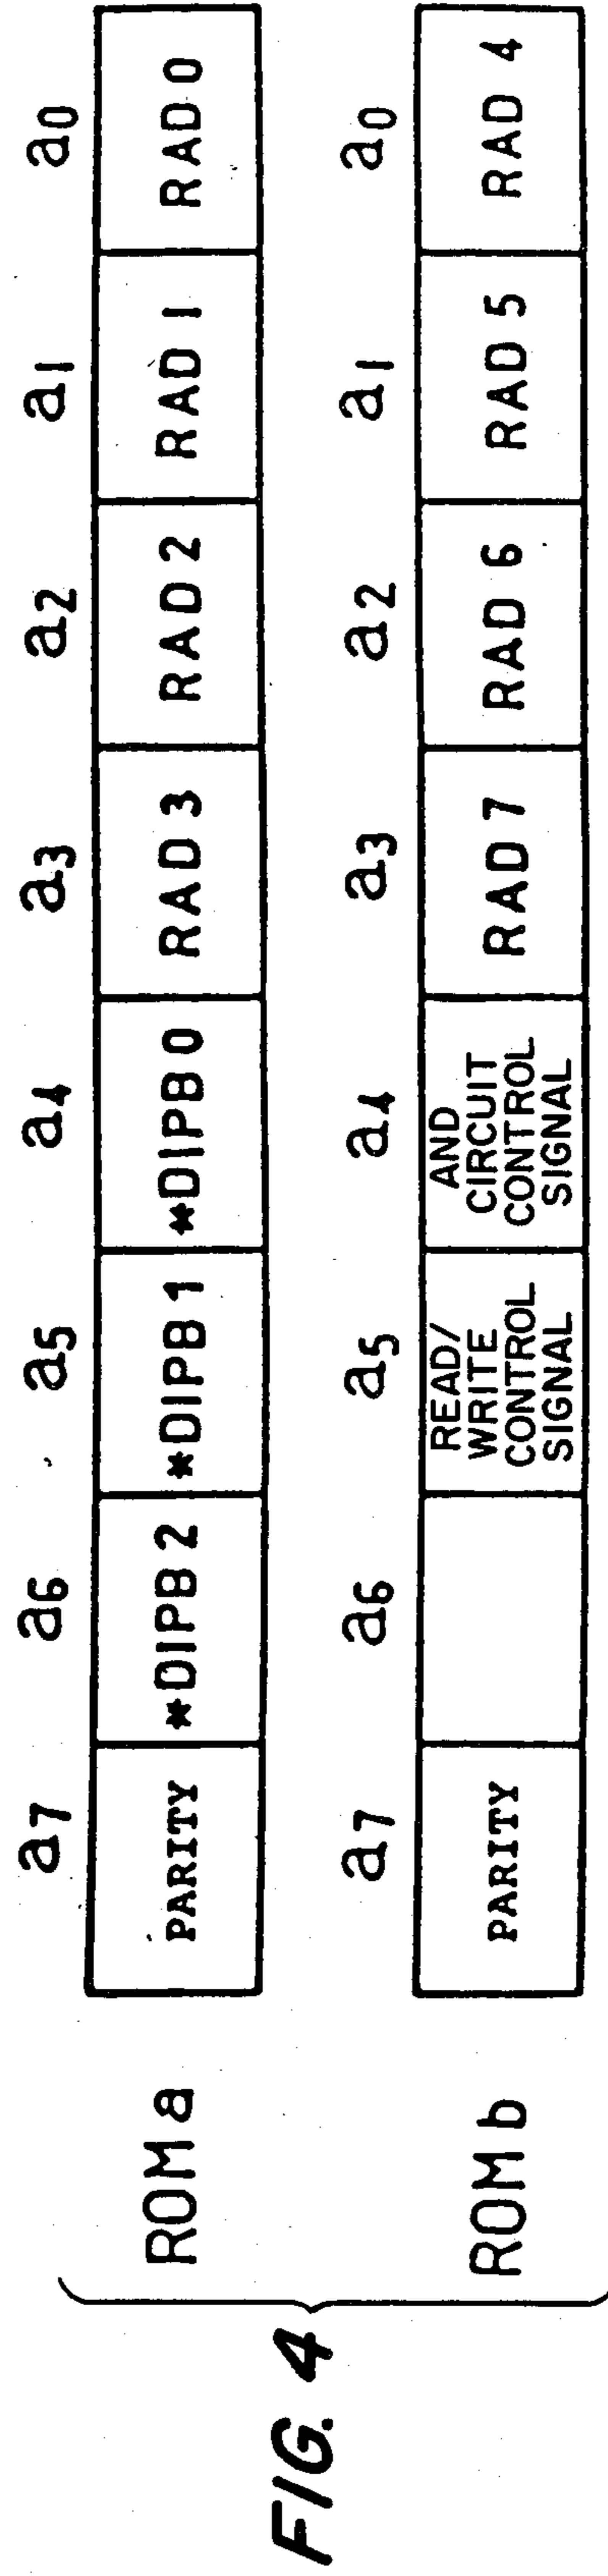 a7 a6 a5 a4 a3 a2 a1 a0
ROM a PARITY *DIPB 2 *DIPB 1 *DIPB 0 RAD 3 RAD 2 RAD 1 RAD 0
a7 a6 a5 a4 a3 a2 a1 a0
ROM b PARITY READ/ WRITE CONTROL SIGNAL AND CIRCUIT CONTROL SIGNAL RAD 7 RAD 6 RAD 5 RAD 4
FIG. 4